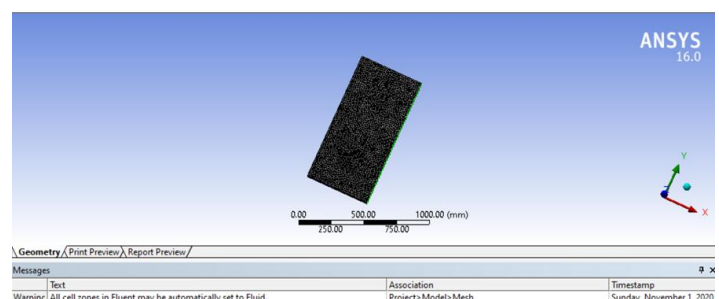 ANSYS
16.0
Y
X
0.00 500.00 1000.00 (mm)
250.00 750.00
Geometry Print Preview Report Preview
Messages
Text Association Timestamp
Warning All cell zones in Fluent may be automatically set to Fluid. Project>Model>Mesh Sunday, November 1, 2020